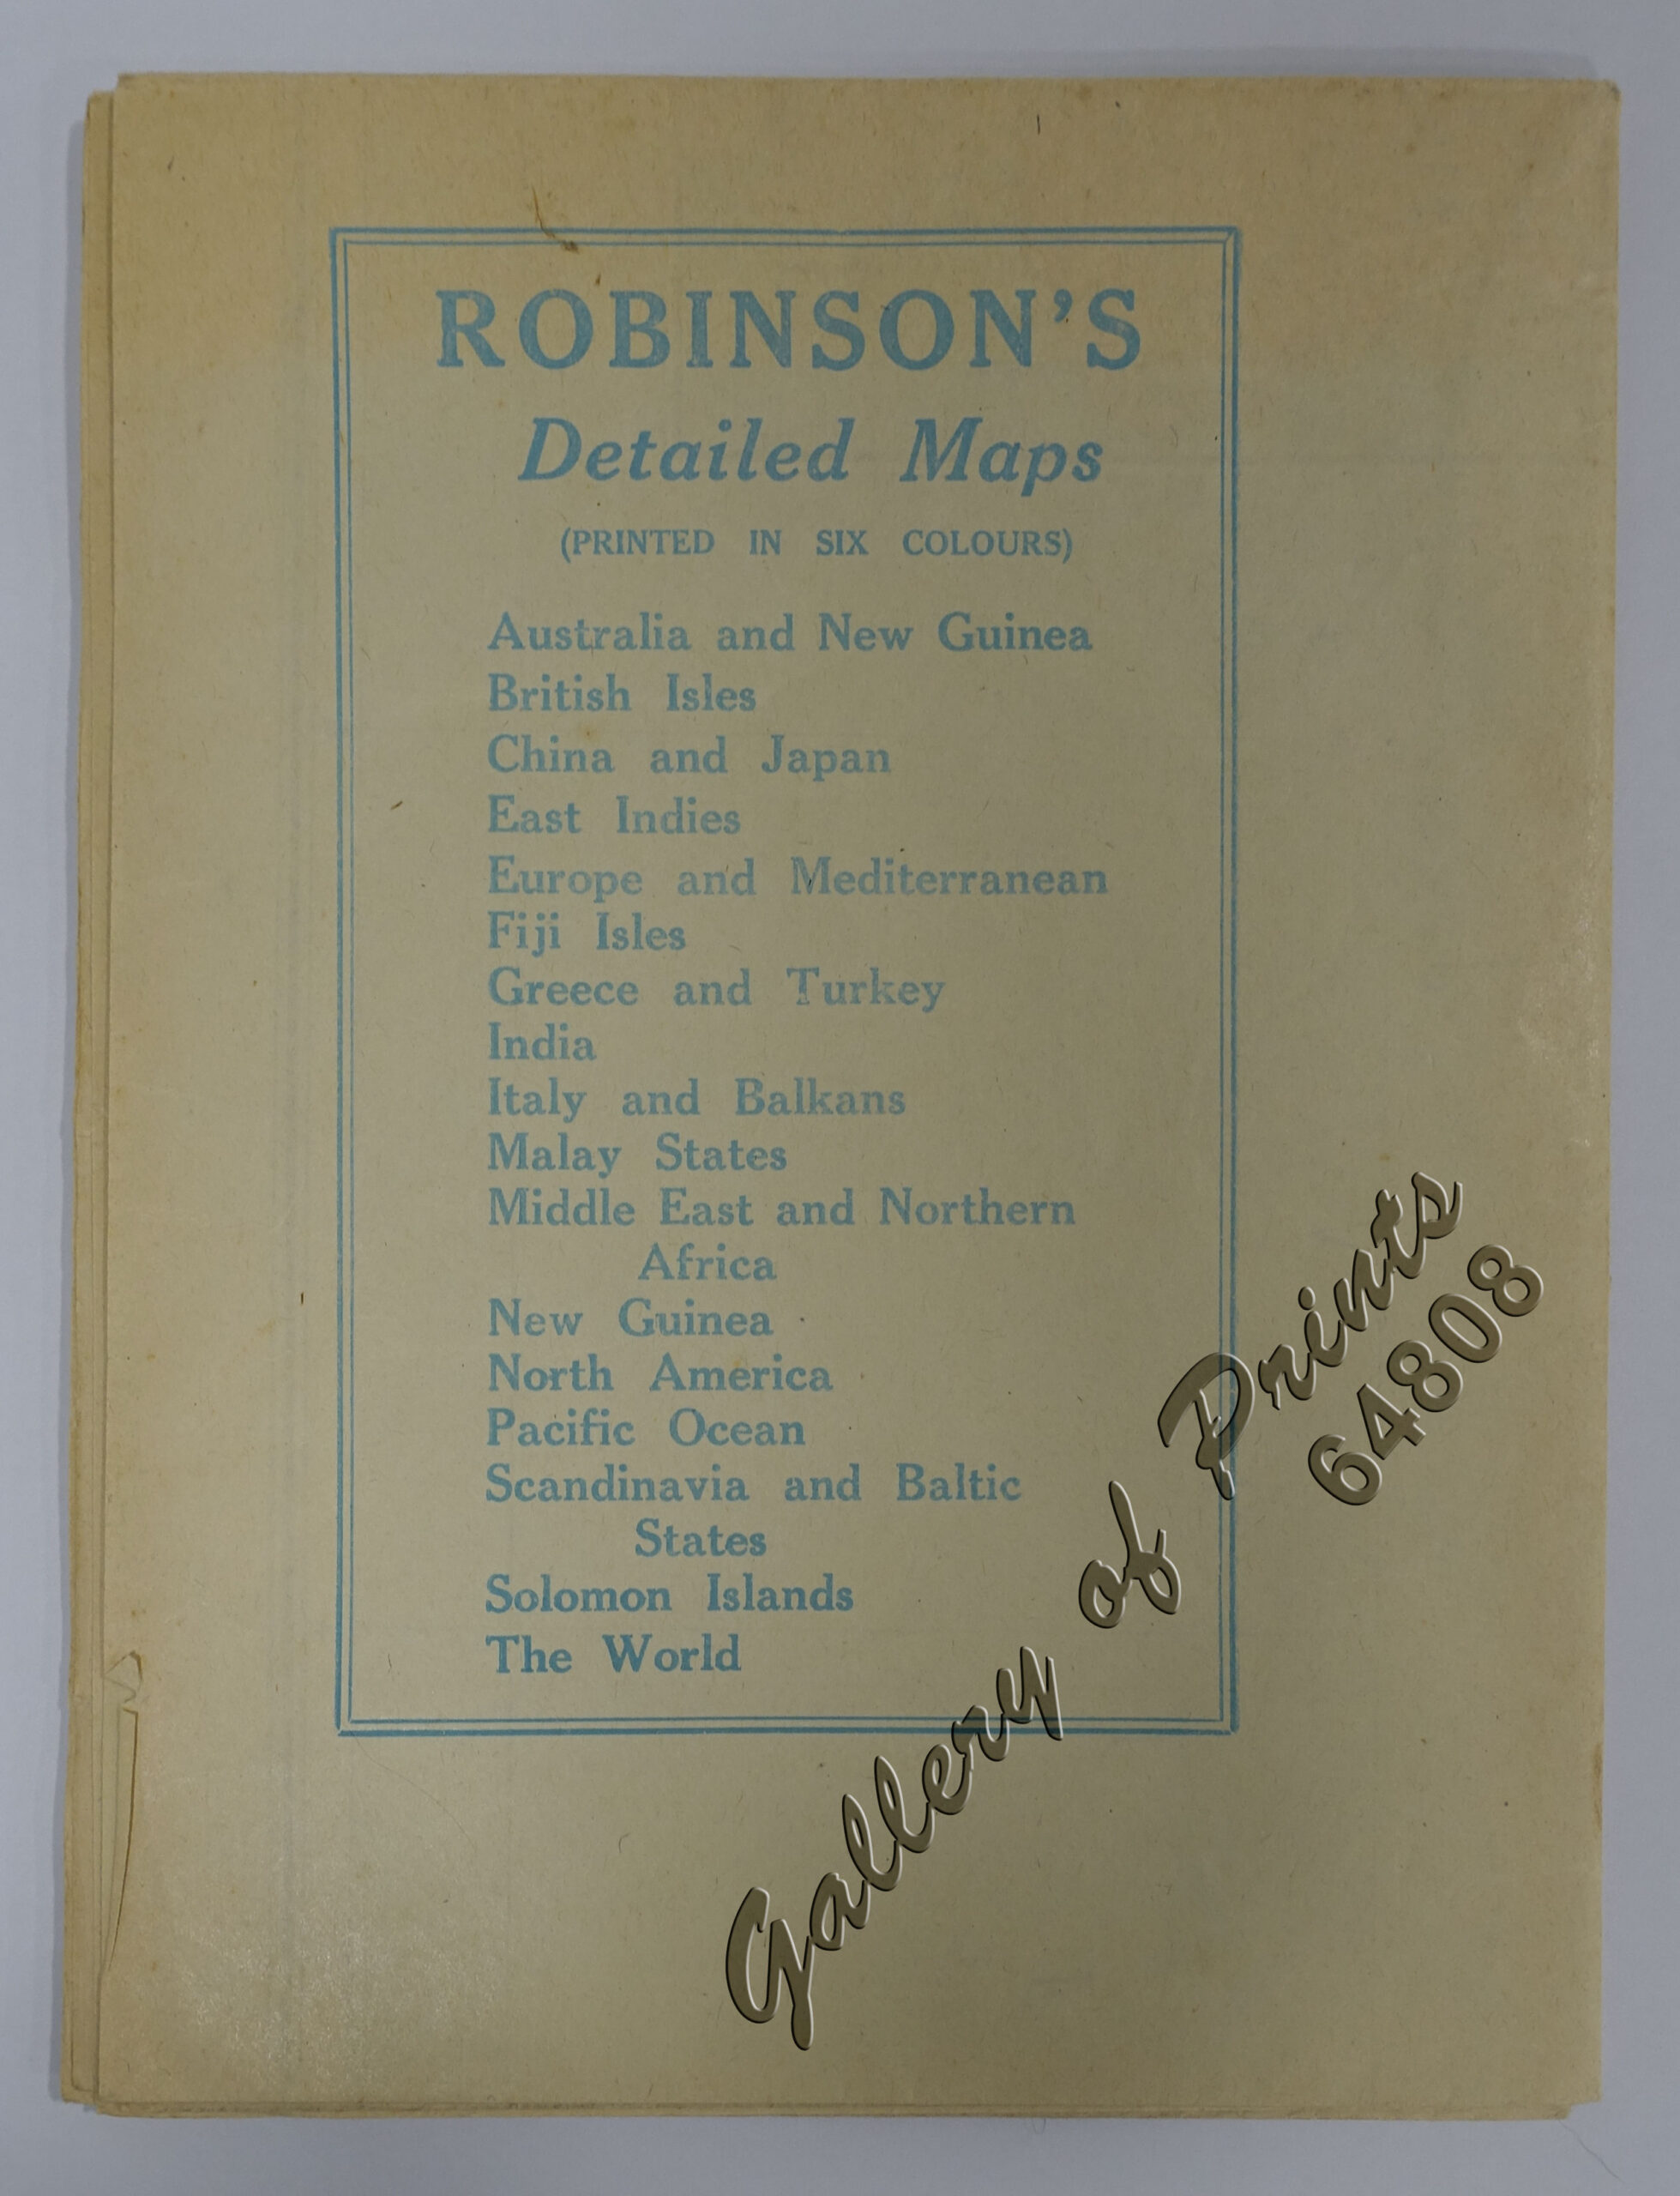 ROBINSON'S
Detailed Maps
(PRINTED IN SIX COLOURS)
Australia and New Guinea
British Isles
China and Japan
East Indies
Europe and Mediterranean
Fiji Isles
Greece and Turkey
India
Italy and Balkans
Malay States
Middle East and Northern
Africa
New Guinea
North America
Pacific Ocean
Scandinavia and Baltic
States
Solomon Islands
The World
Gallery of Prints
64808